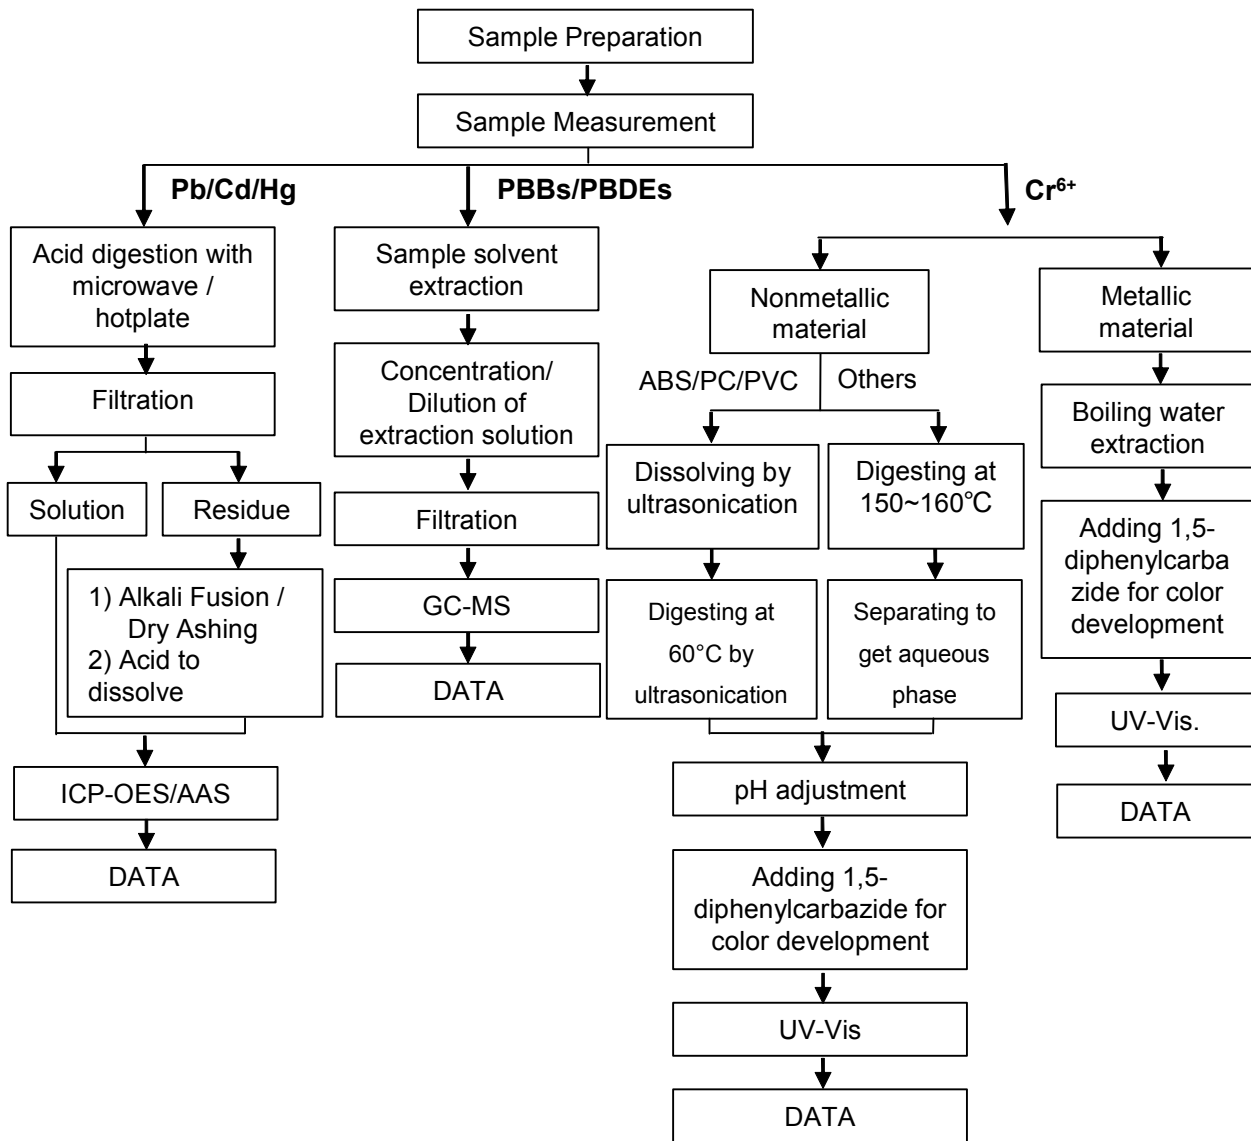 Sample Preparation
Sample Measurement
Pb/Cd/Hg
PBBs/PBDEs
Cr⁶⁺
Acid digestion with
microwave /
hotplate
Filtration
Solution
Residue
1) Alkali Fusion /
Dry Ashing
2) Acid to
dissolve
ICP-OES/AAS
DATA
Sample solvent
extraction
Concentration/
Dilution of
extraction solution
Filtration
GC-MS
DATA
Nonmetallic
material
ABS/PC/PVC
Others
Dissolving by
ultrasonication
Digesting at
60°C by
ultrasonication
Digesting at
150~160℃
Separating to
get aqueous
phase
pH adjustment
Adding 1,5-
diphenylcarbazide for
color development
UV-Vis
DATA
Metallic
material
Boiling water
extraction
Adding 1,5-
diphenylcarba
zide for color
development
UV-Vis.
DATA